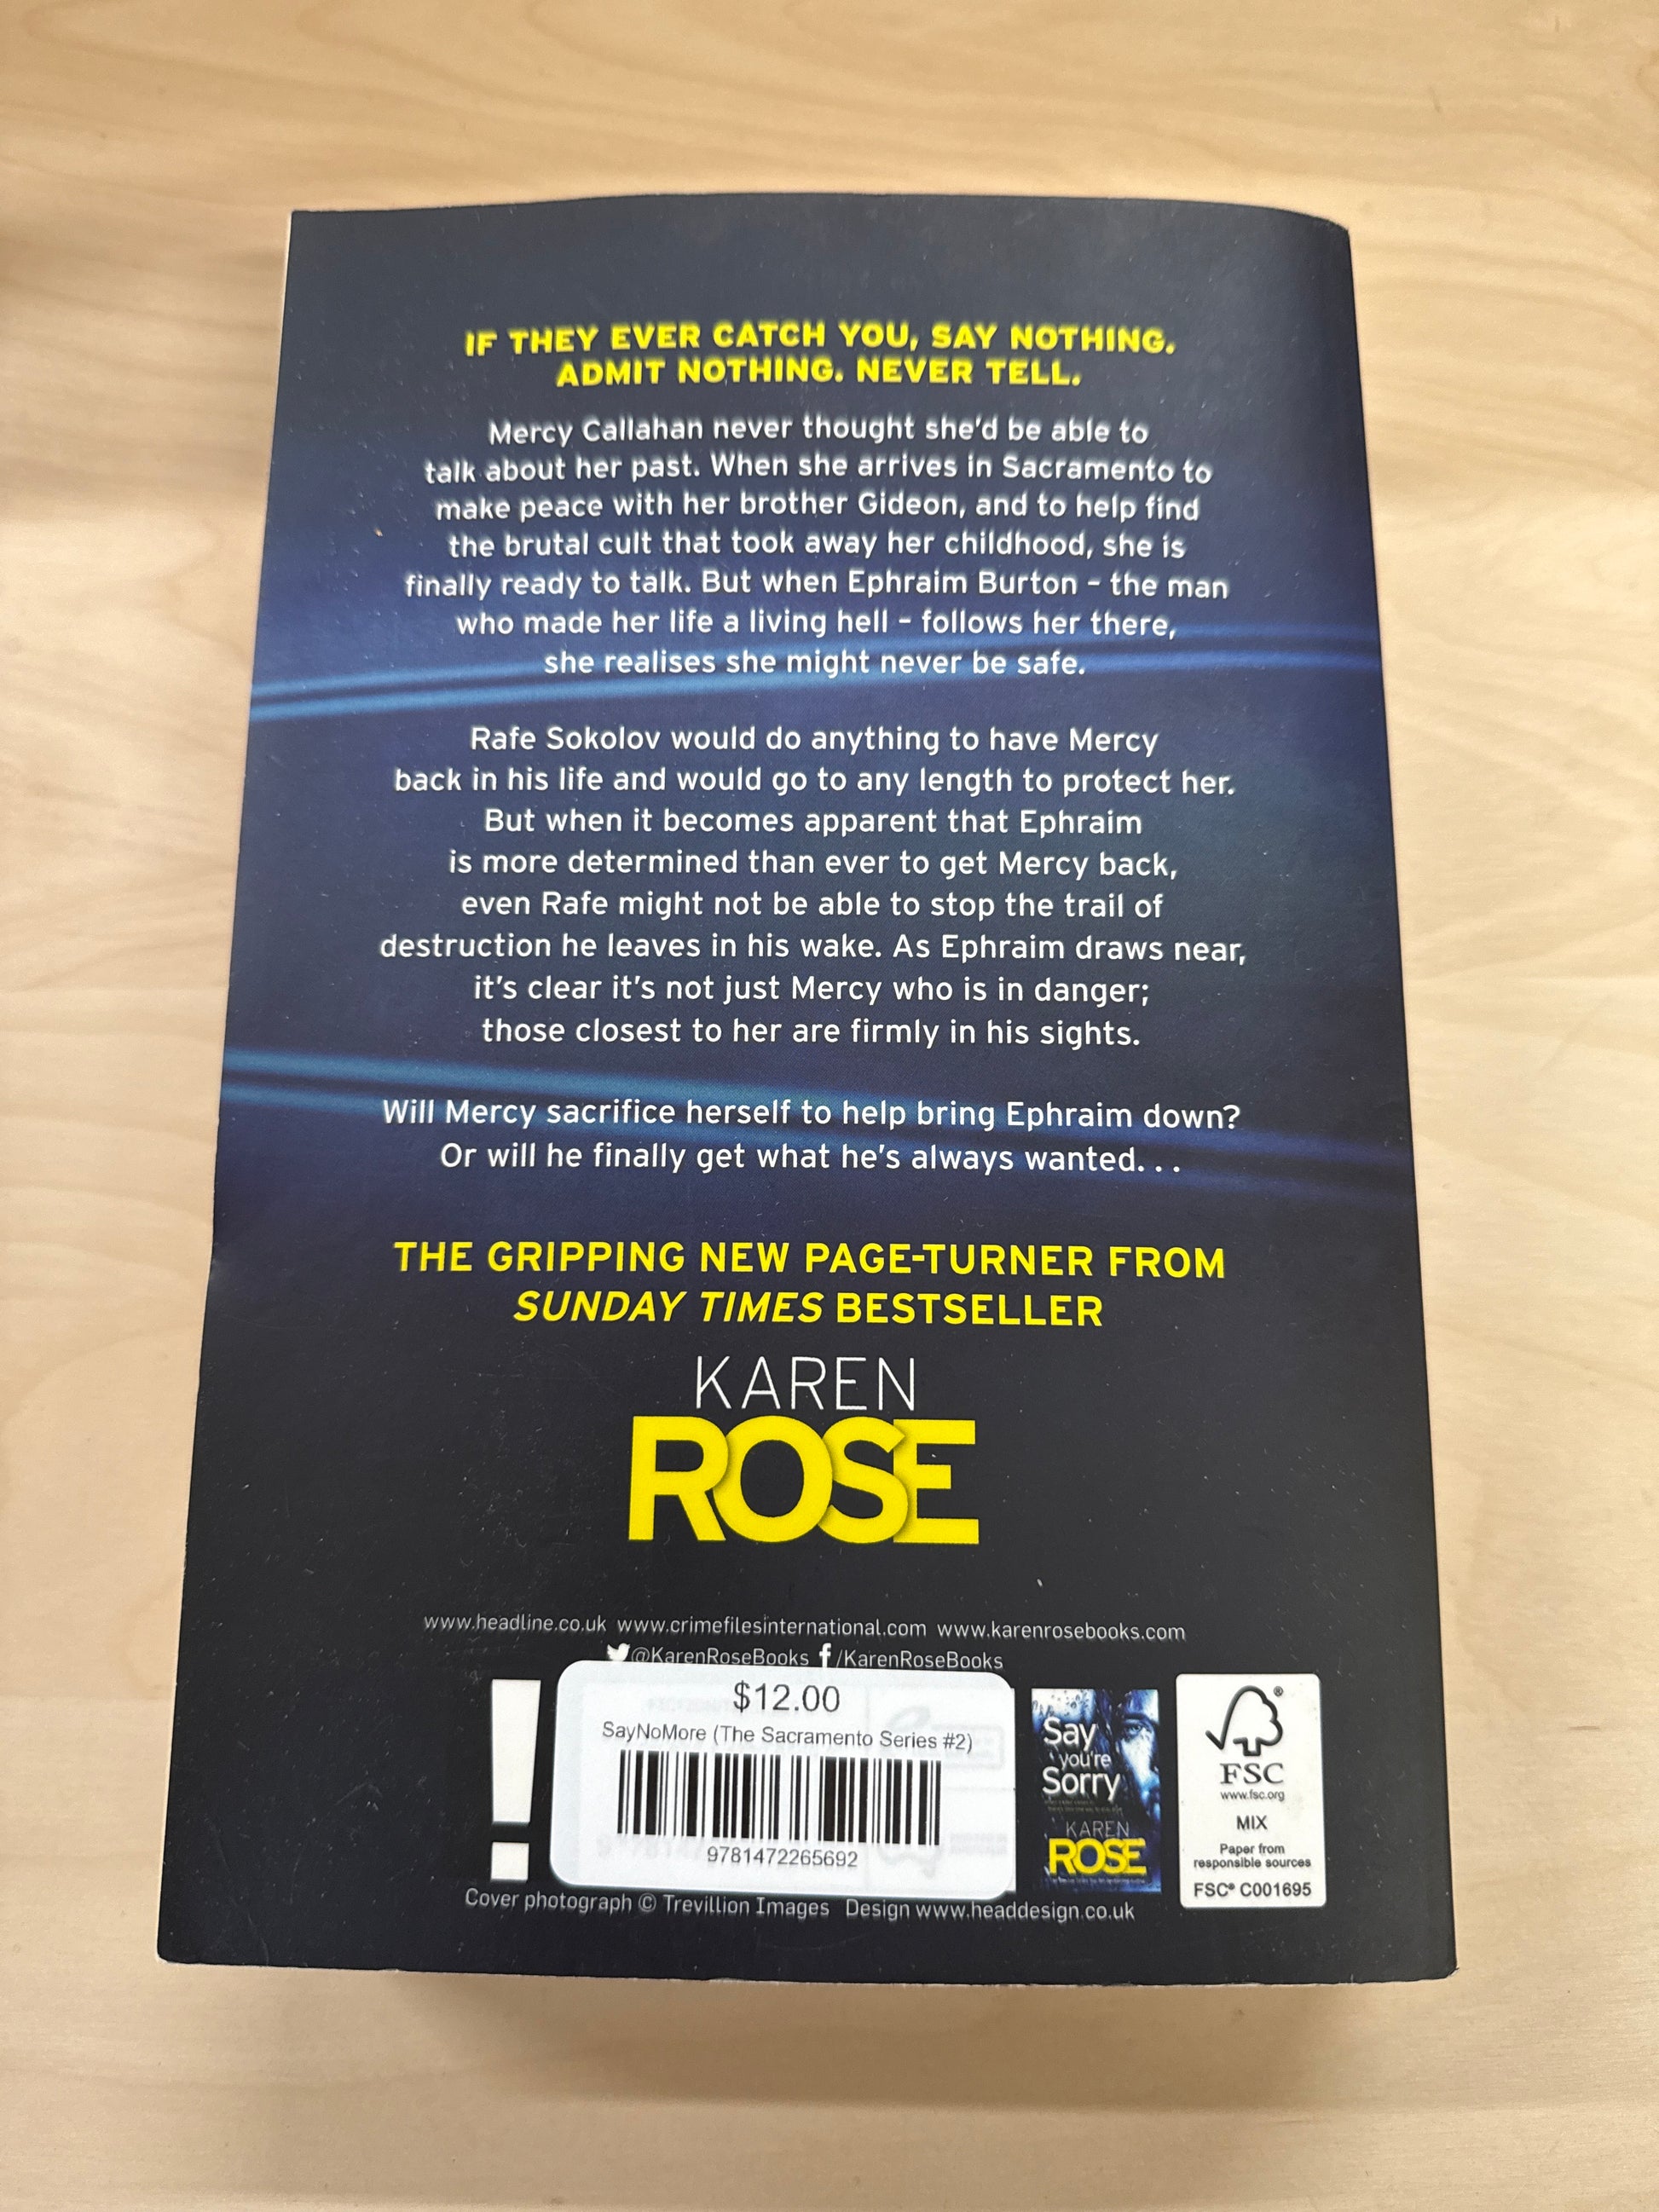 IF THEY EVER CATCH YOU, SAY NOTHING.
ADMIT NOTHING. NEVER TELL.
Mercy Callahan never thought she'd be able to
talk about her past. When she arrives in Sacramento to
make peace with her brother Gideon, and to help find
the brutal cult that took away her childhood, she is
finally ready to talk. But when Ephraim Burton – the man
who made her life a living hell – follows her there,
she realises she might never be safe.
Rafe Sokolov would do anything to have Mercy
back in his life and would go to any length to protect her.
But when it becomes apparent that Ephraim
is more determined than ever to get Mercy back,
even Rafe might not be able to stop the trail of
destruction he leaves in his wake. As Ephraim draws near,
it's clear it's not just Mercy who is in danger;
those closest to her are firmly in his sights.
Will Mercy sacrifice herself to help bring Ephraim down?
Or will he finally get what he's always wanted. . .
THE GRIPPING NEW PAGE-TURNER FROM
SUNDAY TIMES BESTSELLER
KAREN
ROSE
www.headline.co.uk www.crimefilesinternational.com www.karenrosebooks.com
@KarenRoseBooks f /KarenRoseBooks
$12.00
SayNoMore (The Sacramento Series #2)
9781472265692
Say
you're
Sorry
KAREN
ROSE
FSC
®
www.fsc.org
MIX
Paper from
responsible sources
FSC® C001695
Cover photograph © Trevillion Images Design www.headdesign.co.uk